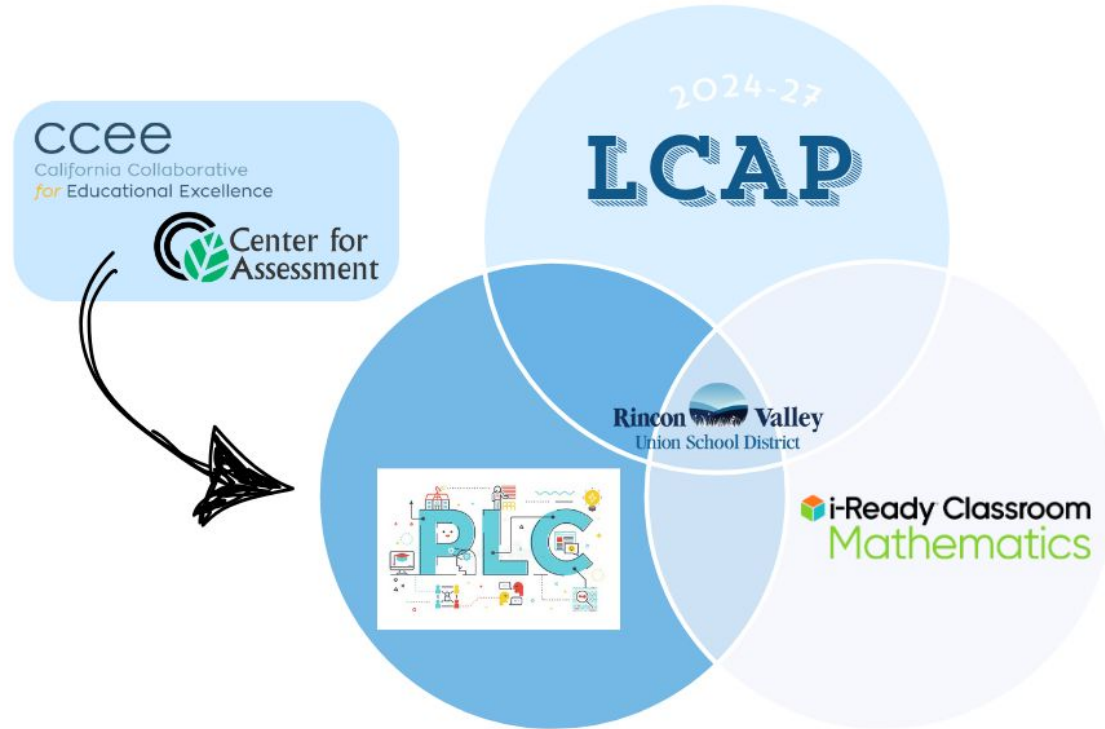 ccee
California Collaborative
for Educational Excellence
Center for
Assessment
2024-27
LCAP
Rincon Valley
Union School District
PLC
i-Ready Classroom
Mathematics